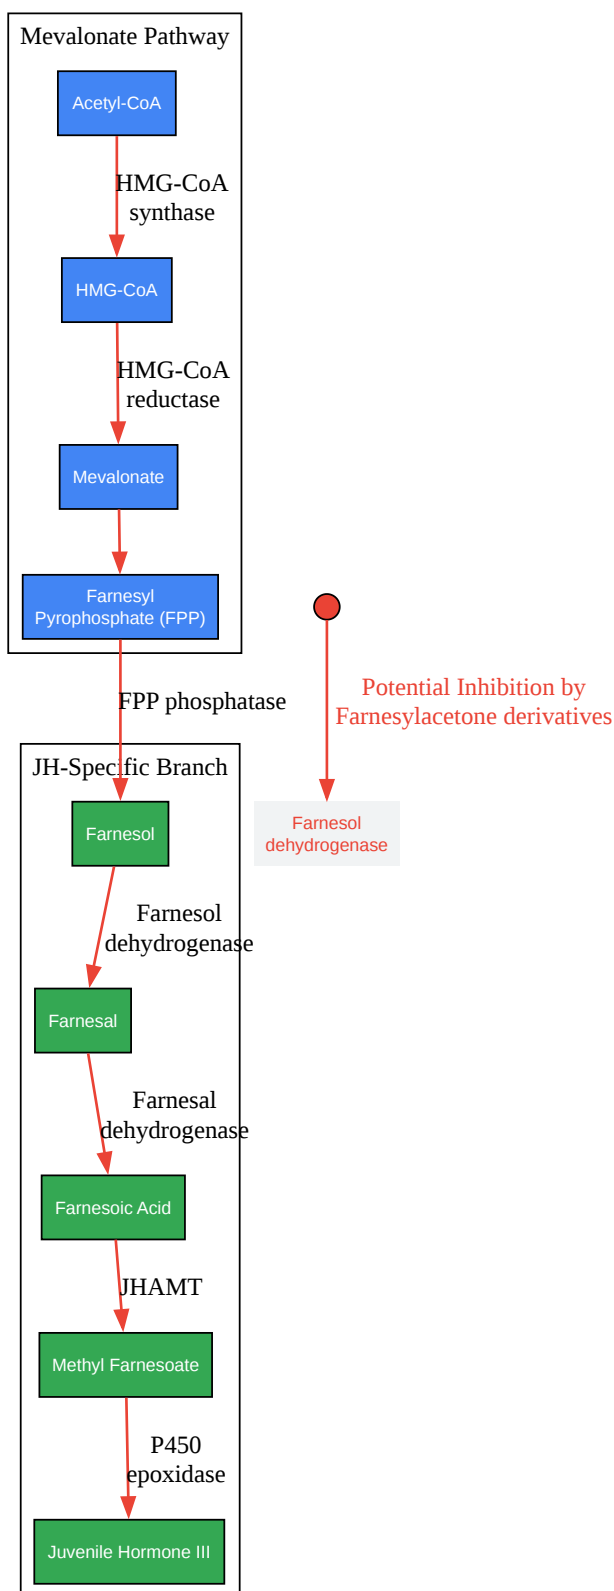 Mevalonate Pathway
Acetyl-CoA
HMG-CoA
synthase
HMG-CoA
HMG-CoA
reductase
Mevalonate
Farnesyl
Pyrophosphate (FPP)
FPP phosphatase
Potential Inhibition by
Farnesylacetone derivatives
JH-Specific Branch
Farnesol
Farnesol
dehydrogenase
Farnesol
dehydrogenase
Farnesal
Farnesal
dehydrogenase
Farnesoic Acid
JHAMT
Methyl Farnesoate
P450
epoxidase
Juvenile Hormone III